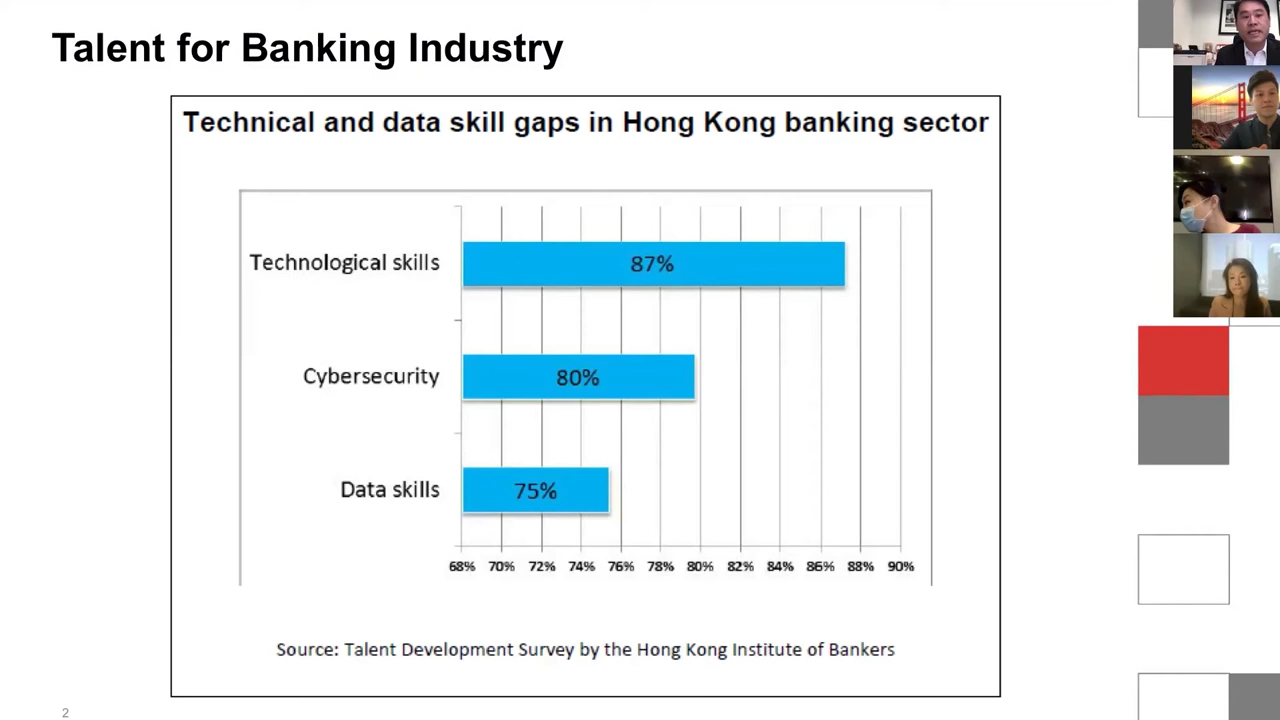 Talent for Banking Industry
Technical and data skill gaps in Hong Kong banking sector
Technological skills
87%
Cybersecurity
80%
Data skills
75%
68% 70% 72% 74% 76% 78% 80% 82% 84% 86% 88% 90%
Source: Talent Development Survey by the Hong Kong Institute of Bankers
2